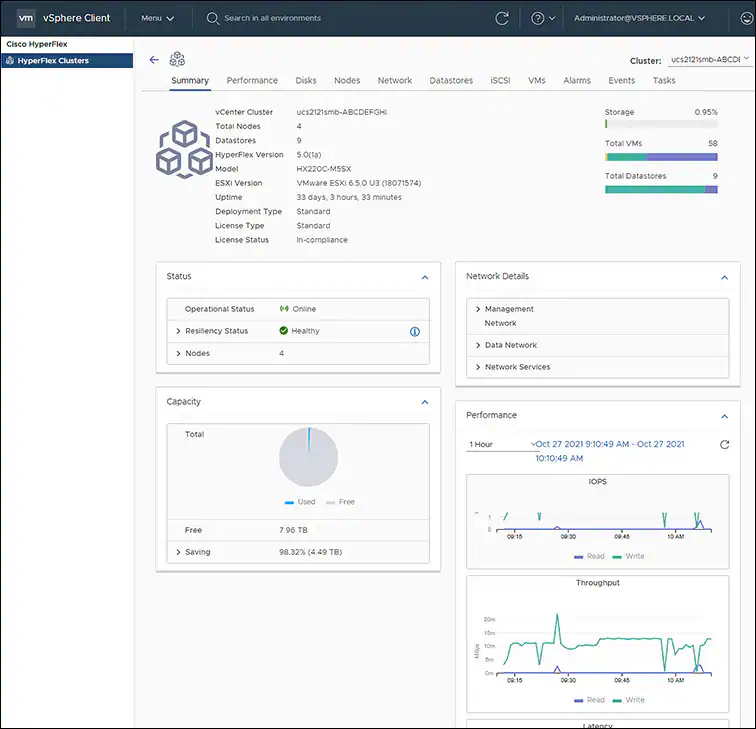 vm vSphere Client Menu Search in all environments Administrator@VSPHERE.LOCAL
Cisco HyperFlex
HyperFlex Clusters
Cluster: ucs2121smb-ABCDE
Summary Performance Disks Nodes Network Datastores iSCSI VMs Alarms Events Tasks
vCenter Cluster ucs2121smb-ABCDEFGHI
Total Nodes 4
Datastores 9
HyperFlex Version 5.0(1a)
Model HX220C-M5SX
ESXi Version VMware ESXi 6.5.0 U3 (18071574)
Uptime 33 days, 3 hours, 33 minutes
Deployment Type Standard
License Type Standard
License Status In-compliance
Storage 0.95%
Total VMs 58
Total Datastores 9
Status
Operational Status Online
Resiliency Status Healthy
Nodes 4
Capacity
Total
Used Free
Free 7.96 TB
Saving 98.32% (4.49 TB)
Network Details
Management
Network
Data Network
Network Services
Performance
1 Hour Oct 27 2021 9:10:49 AM - Oct 27 2021
10:10:49 AM
IOPS
1
0
09:15 09:30 09:45 10 AM
Read Write
Throughput
20m
15m
MBps 10m
5m
0m
09:15 09:30 09:45 10 AM
Read Write
Latency